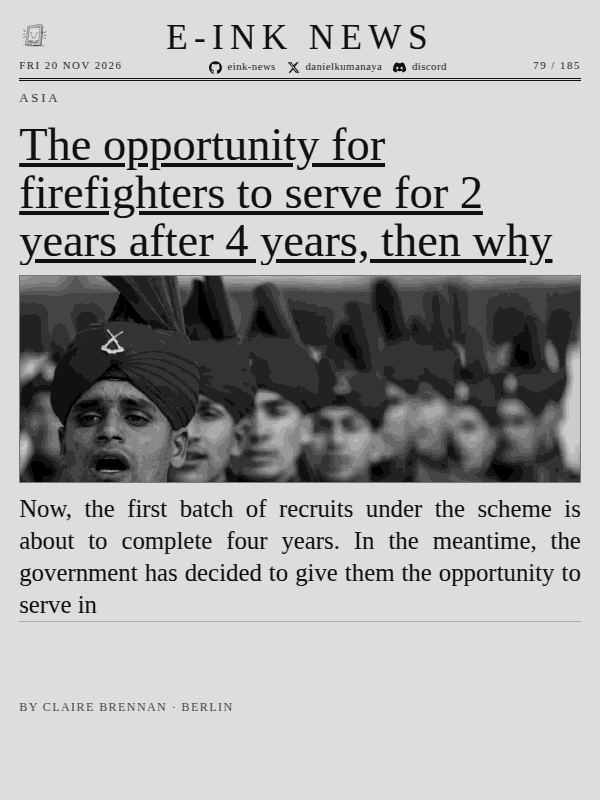 E-INK NEWS
FRI 20 NOV 2026
eink-news
danielkumanaya
discord
79 / 185
ASIA
The opportunity for
firefighters to serve for 2
years after 4 years, then why
Now, the first batch of recruits under the scheme is
about to complete four years. In the meantime, the
government has decided to give them the opportunity to
serve in
BY CLAIRE BRENNAN · BERLIN